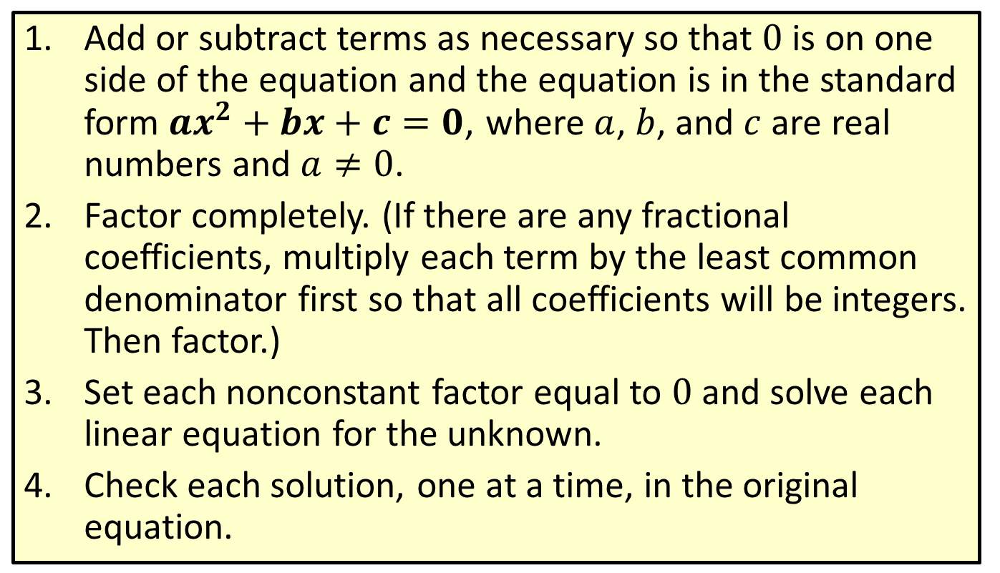 1. Add or subtract terms as necessary so that 0 is on one
side of the equation and the equation is in the standard
form ax² + bx + c = 0, where a, b, and c are real
numbers and a ≠ 0.
2. Factor completely. (If there are any fractional
coefficients, multiply each term by the least common
denominator first so that all coefficients will be integers.
Then factor.)
3. Set each nonconstant factor equal to 0 and solve each
linear equation for the unknown.
4. Check each solution, one at a time, in the original
equation.